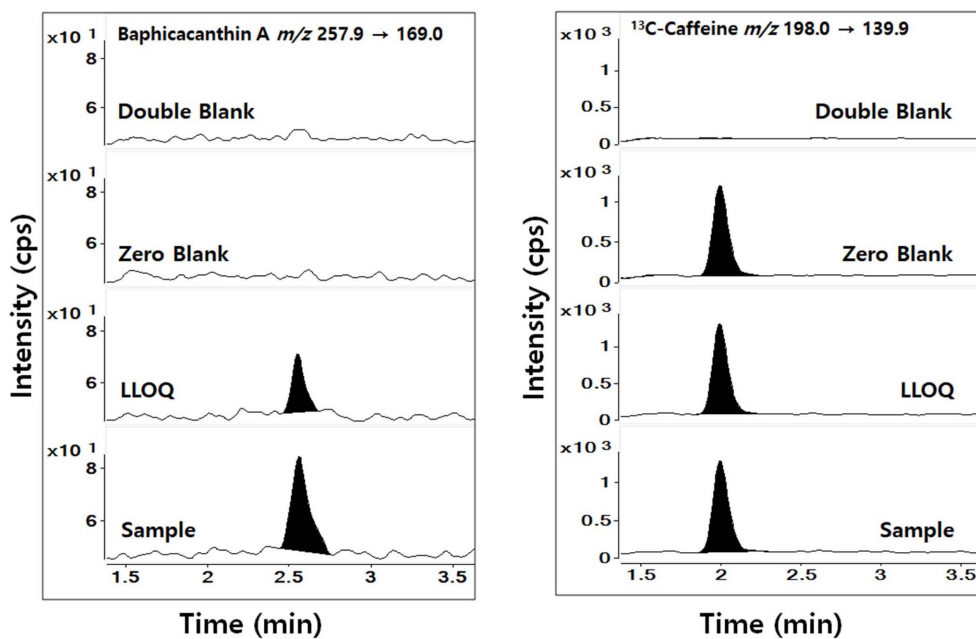 x10 1
Baphicacanthin A m/z 257.9 → 169.0
8
6
Double Blank
x10 1
8
6
Zero Blank
x10 1
8
6
LLOQ
x10 1
8
6
Sample
1.5 2 2.5 3 3.5
Time (min)
Intensity (cps)
x10 3
¹³C-Caffeine m/z 198.0 → 139.9
1
0.5
Double Blank
0
x10 3
1
0.5
Zero Blank
0
x10 3
1
0.5
LLOQ
0
x10 3
1
0.5
Sample
0
1.5 2 2.5 3 3.5
Time (min)
Intensity (cps)